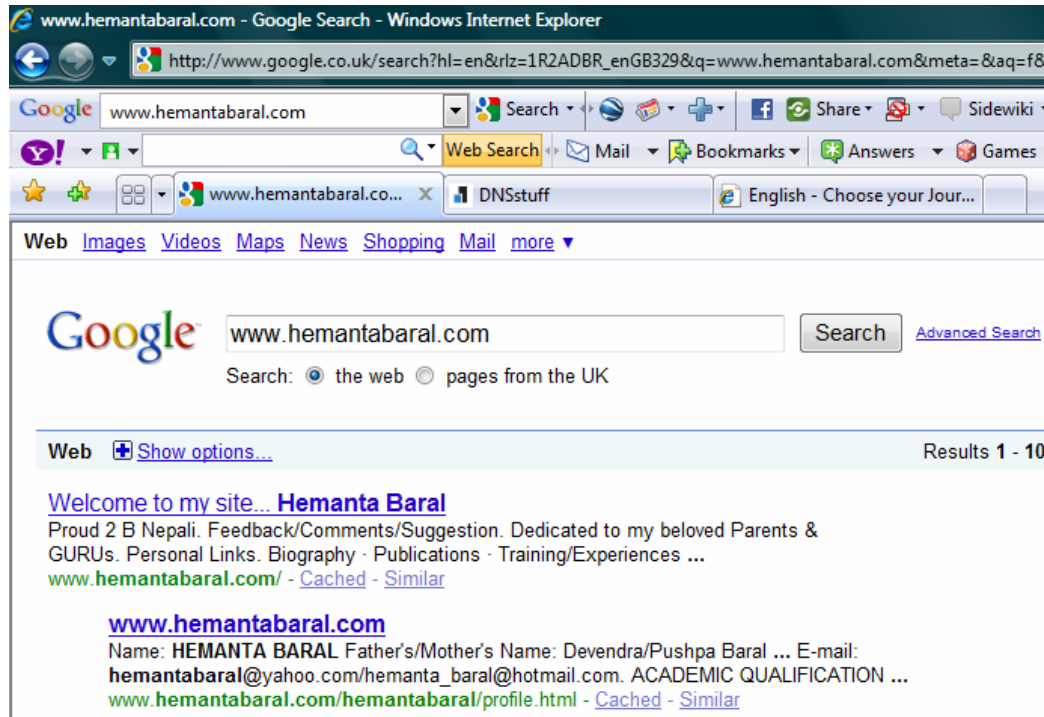 www.hemantabaral.com - Google Search - Windows Internet Explorer
http://www.google.co.uk/search?hl=en&rlz=1R2ADBR_enGB329&q=www.hemantabaral.com&meta=&aq=f&
Google www.hemantabaral.com Search Share Sidewiki
Y! Web Search Mail Bookmarks Answers Games
www.hemantabaral.co... X DNSstuff English - Choose your Jour...
Web Images Videos Maps News Shopping Mail more ▼
Google www.hemantabaral.com Search Advanced Search
Search: the web pages from the UK
Web Show options... Results 1 - 10
Welcome to my site... Hemanta Baral
Proud 2 B Nepali. Feedback/Comments/Suggestion. Dedicated to my beloved Parents &
GURUs. Personal Links. Biography · Publications · Training/Experiences ...
www.hemantabaral.com/ - Cached - Similar
www.hemantabaral.com
Name: HEMANTA BARAL Father's/Mother's Name: Devendra/Pushpa Baral ... E-mail:
hemantabaral@yahoo.com/hemanta_baral@hotmail.com. ACADEMIC QUALIFICATION ...
www.hemantabaral.com/hemantabaral/profile.html - Cached - Similar